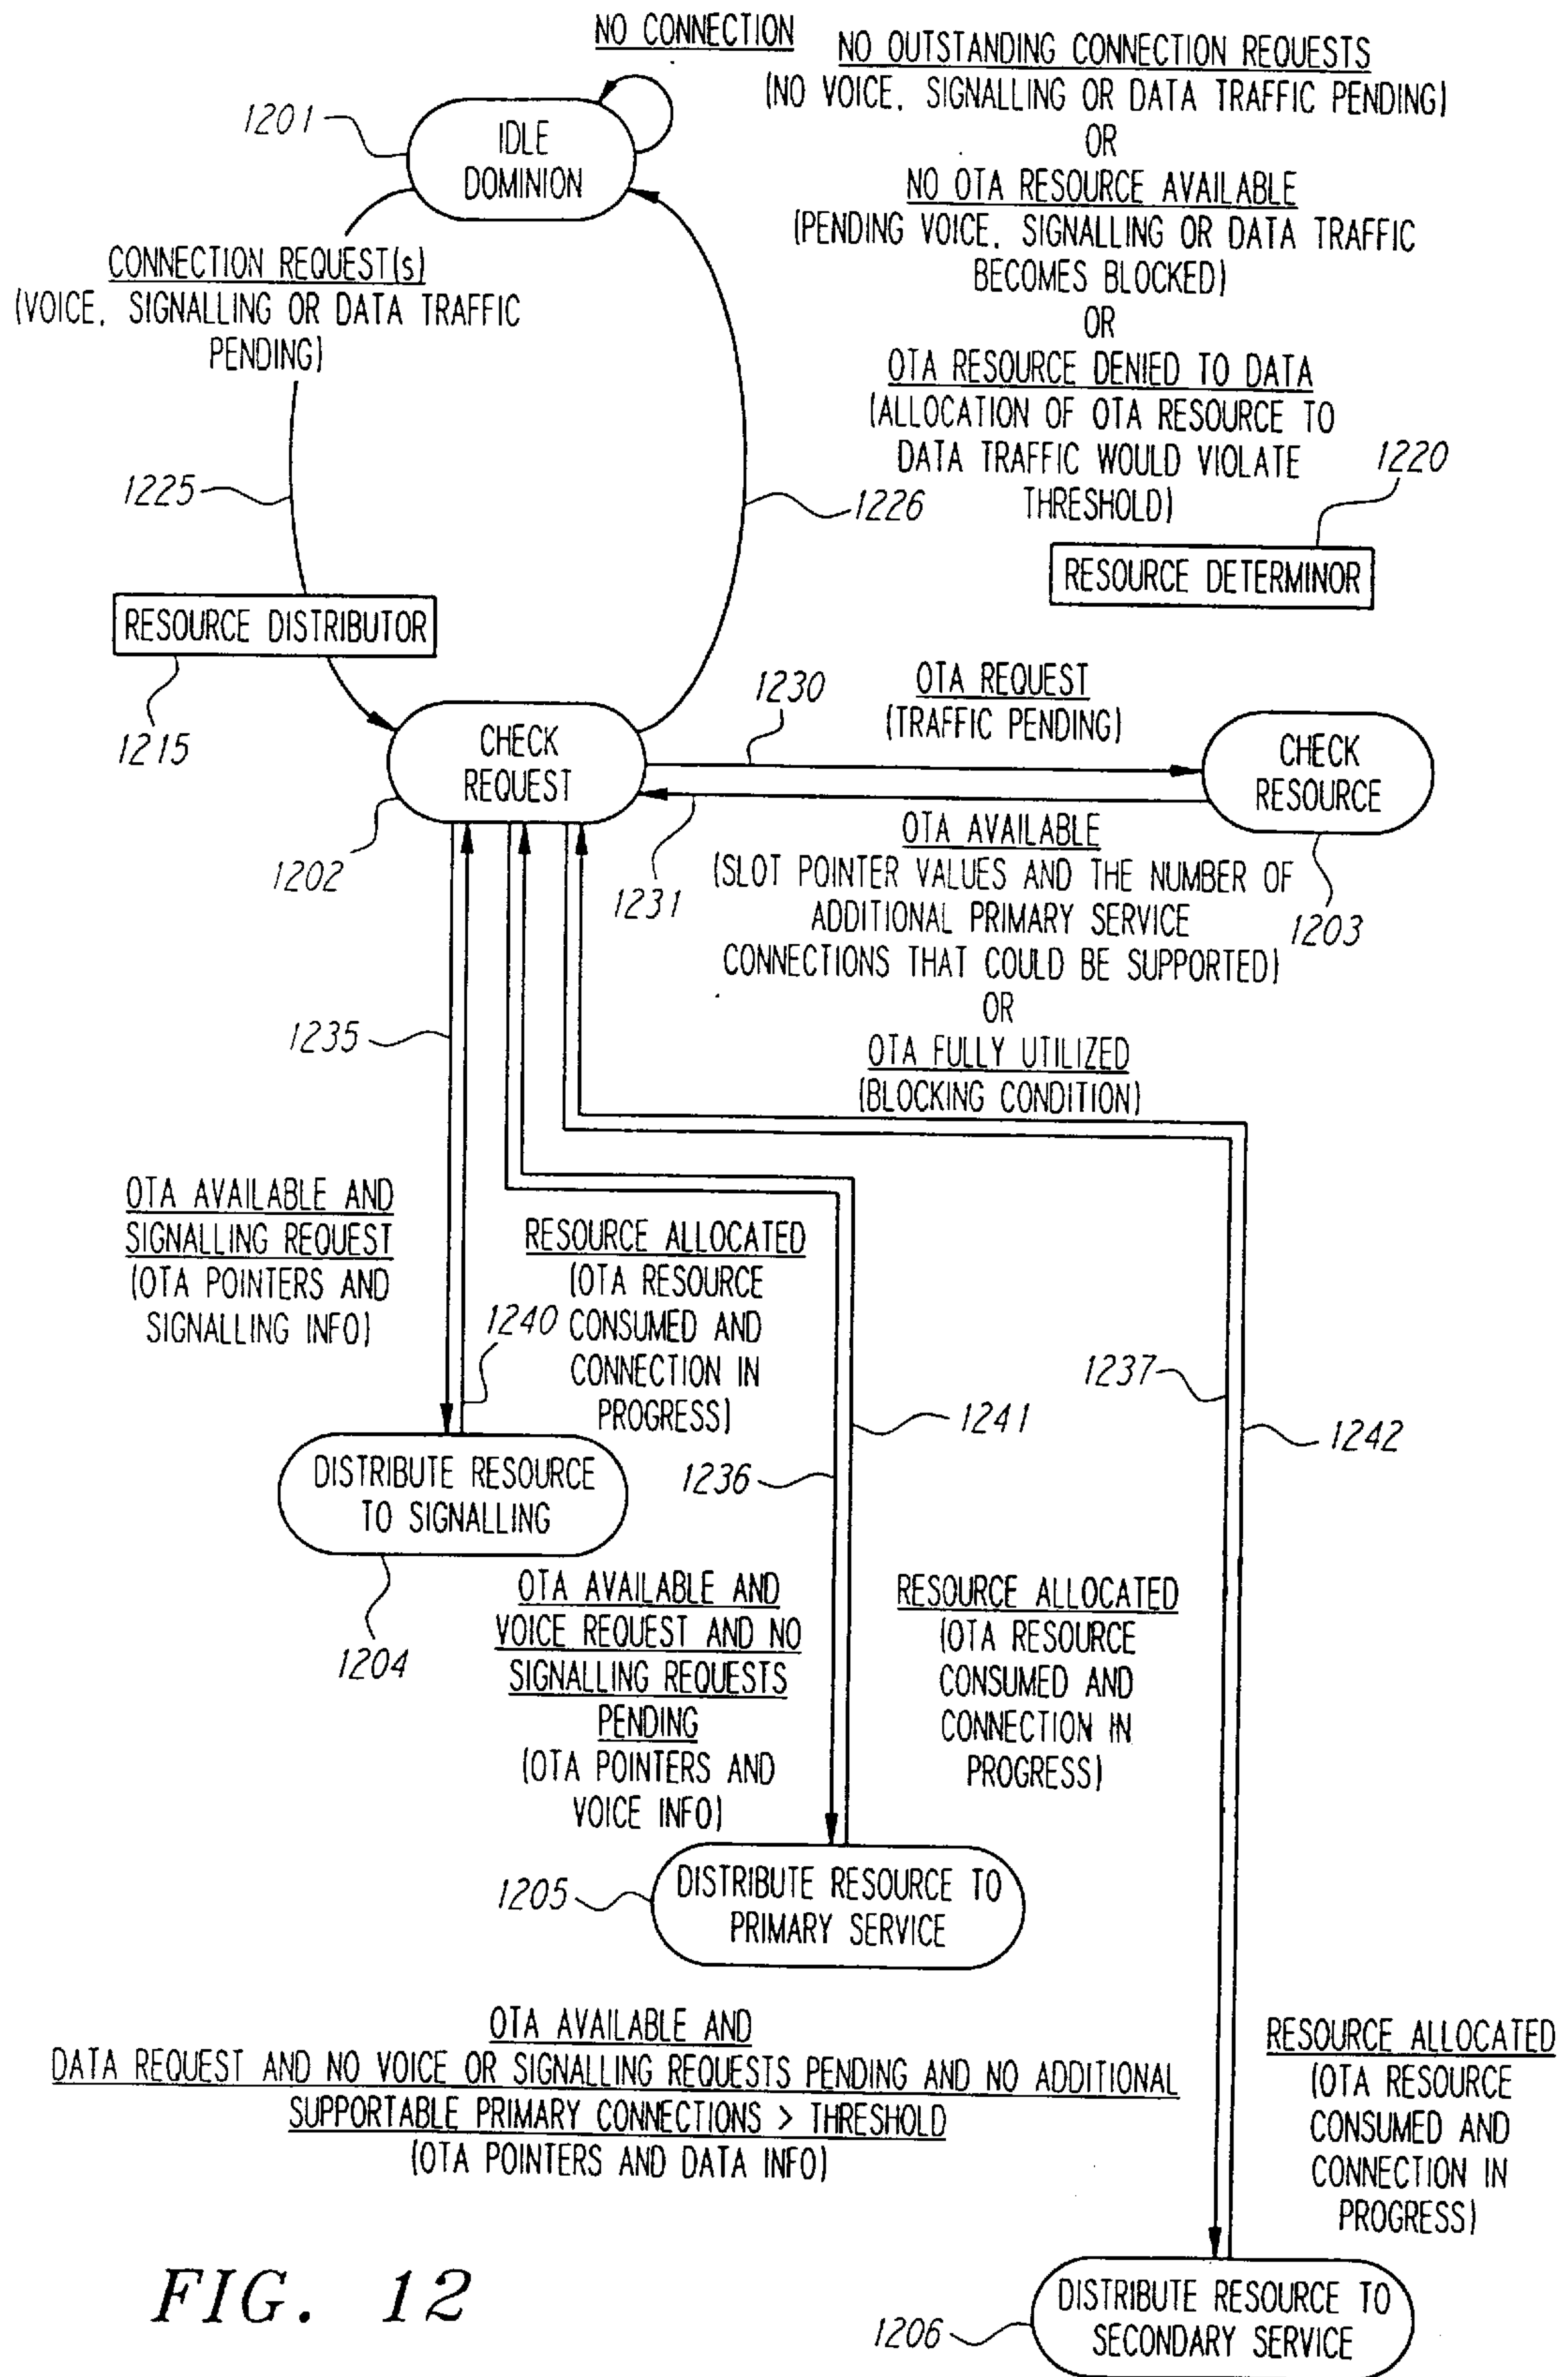 NO CONNECTION
1201
IDLE
DOMINION
NO OUTSTANDING CONNECTION REQUESTS
(NO VOICE, SIGNALLING OR DATA TRAFFIC PENDING)
OR
NO OTA RESOURCE AVAILABLE
(PENDING VOICE, SIGNALLING OR DATA TRAFFIC
BECOMES BLOCKED)
OR
OTA RESOURCE DENIED TO DATA
(ALLOCATION OF OTA RESOURCE TO
DATA TRAFFIC WOULD VIOLATE
THRESHOLD)
CONNECTION REQUEST(s)
(VOICE, SIGNALLING OR DATA TRAFFIC
PENDING)
1225
1226
1220
RESOURCE DETERMINOR
RESOURCE DISTRIBUTOR
1215
CHECK
REQUEST
1202
1230
OTA REQUEST
(TRAFFIC PENDING)
CHECK
RESOURCE
1203
1231
OTA AVAILABLE
(SLOT POINTER VALUES AND THE NUMBER OF
ADDITIONAL PRIMARY SERVICE
CONNECTIONS THAT COULD BE SUPPORTED)
OR
OTA FULLY UTILIZED
(BLOCKING CONDITION)
1235
OTA AVAILABLE AND
SIGNALLING REQUEST
(OTA POINTERS AND
SIGNALLING INFO)
1240
RESOURCE ALLOCATED
(OTA RESOURCE
CONSUMED AND
CONNECTION IN
PROGRESS)
1237
1241
1242
1236
DISTRIBUTE RESOURCE
TO SIGNALLING
1204
OTA AVAILABLE AND
VOICE REQUEST AND NO
SIGNALLING REQUESTS
PENDING
(OTA POINTERS AND
VOICE INFO)
RESOURCE ALLOCATED
(OTA RESOURCE
CONSUMED AND
CONNECTION IN
PROGRESS)
1205
DISTRIBUTE RESOURCE TO
PRIMARY SERVICE
OTA AVAILABLE AND
DATA REQUEST AND NO VOICE OR SIGNALLING REQUESTS PENDING AND NO ADDITIONAL
SUPPORTABLE PRIMARY CONNECTIONS > THRESHOLD
(OTA POINTERS AND DATA INFO)
RESOURCE ALLOCATED
(OTA RESOURCE
CONSUMED AND
CONNECTION IN
PROGRESS)
1206
DISTRIBUTE RESOURCE TO
SECONDARY SERVICE
FIG. 12